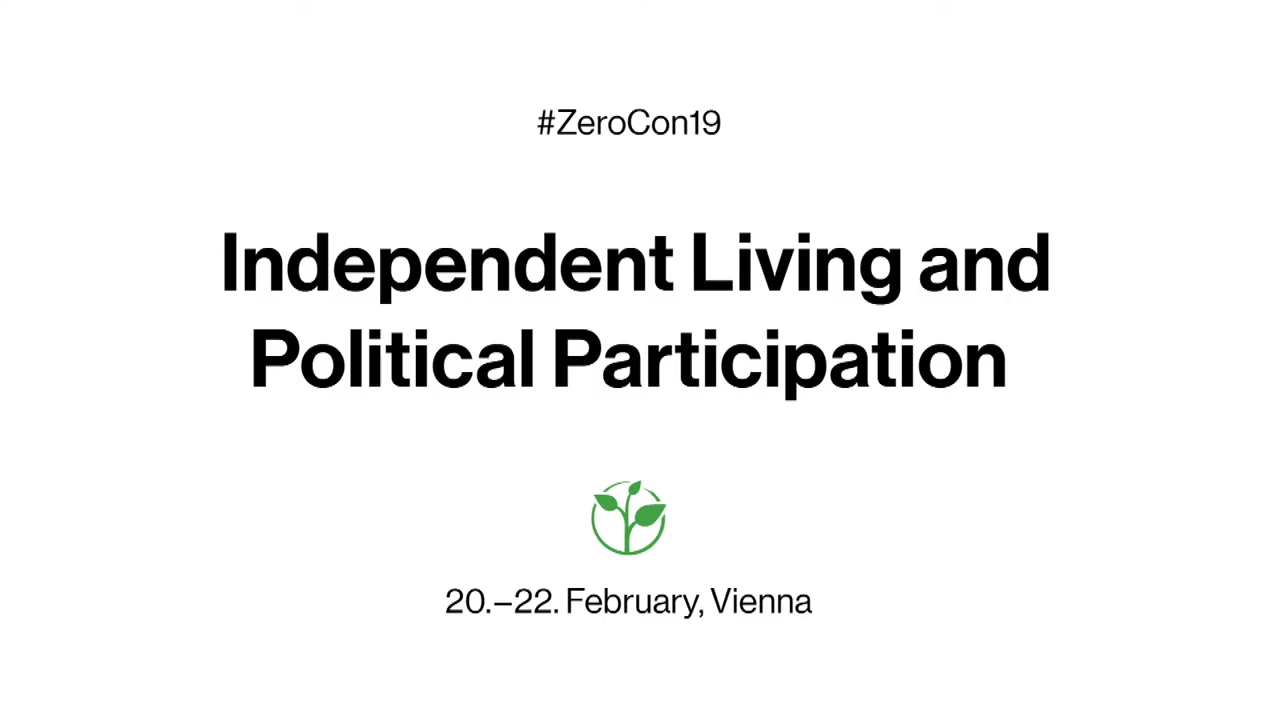 #ZeroCon19
Independent Living and
Political Participation
20.–22. February, Vienna